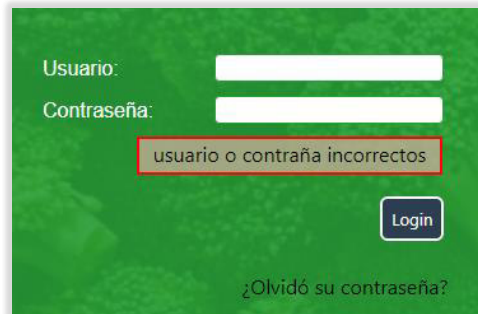 Usuario:
Contraseña:
usuario o contraña incorrectos
Login
¿Olvidó su contraseña?